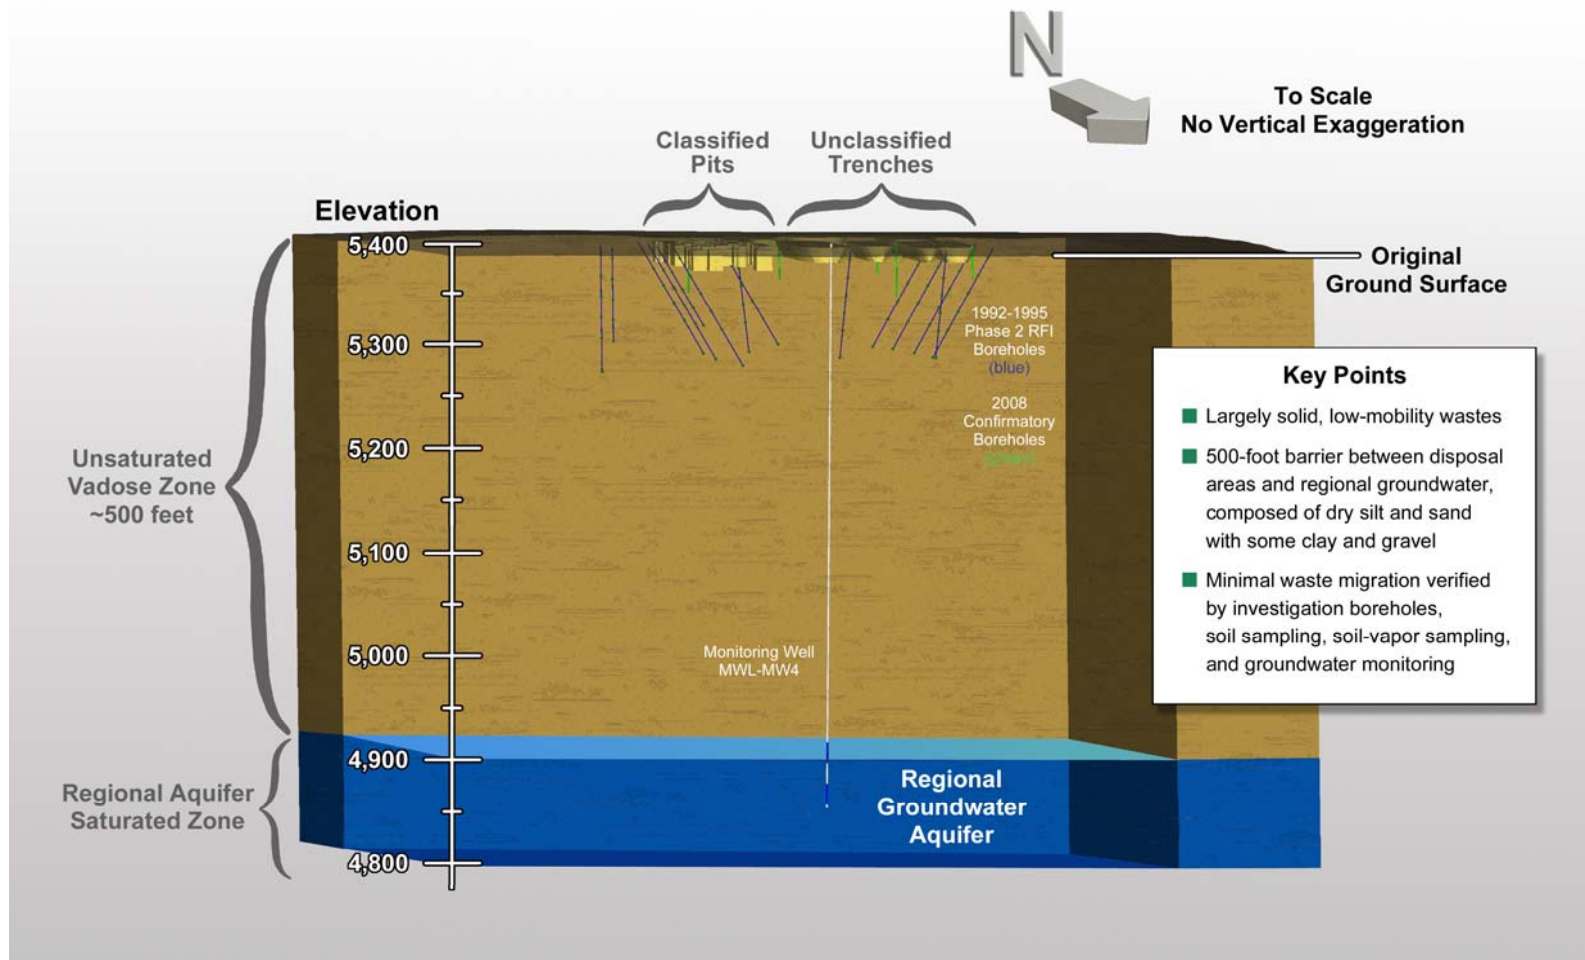 N
To Scale
No Vertical Exaggeration
Classified
Pits
Unclassified
Trenches
Elevation
5,400
5,300
5,200
5,100
5,000
4,900
4,800
Original
Ground Surface
1992-1995
Phase 2 RFI
Boreholes
(blue)
2008
Confirmatory
Boreholes
(green)
Unsaturated
Vadose Zone
~500 feet
Monitoring Well
MWL-MW4
Regional Aquifer
Saturated Zone
Regional
Groundwater
Aquifer
Key Points
Largely solid, low-mobility wastes
500-foot barrier between disposal
areas and regional groundwater,
composed of dry silt and sand
with some clay and gravel
Minimal waste migration verified
by investigation boreholes,
soil sampling, soil-vapor sampling,
and groundwater monitoring